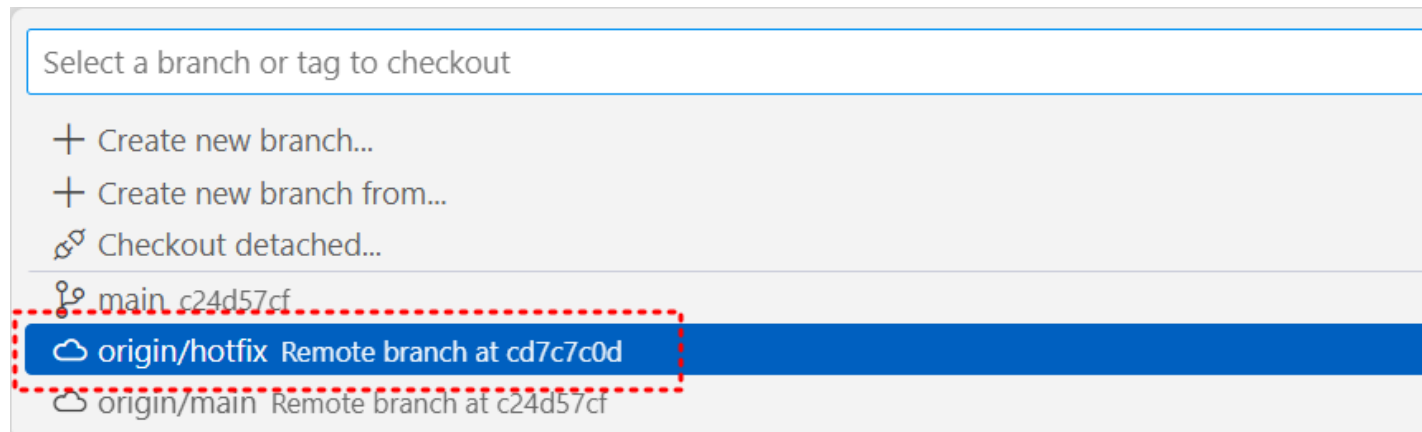 Select a branch or tag to checkout
Create new branch...
Create new branch from...
Checkout detached...
main c24d57cf
origin/hotfix Remote branch at cd7c7c0d
origin/main Remote branch at c24d57cf